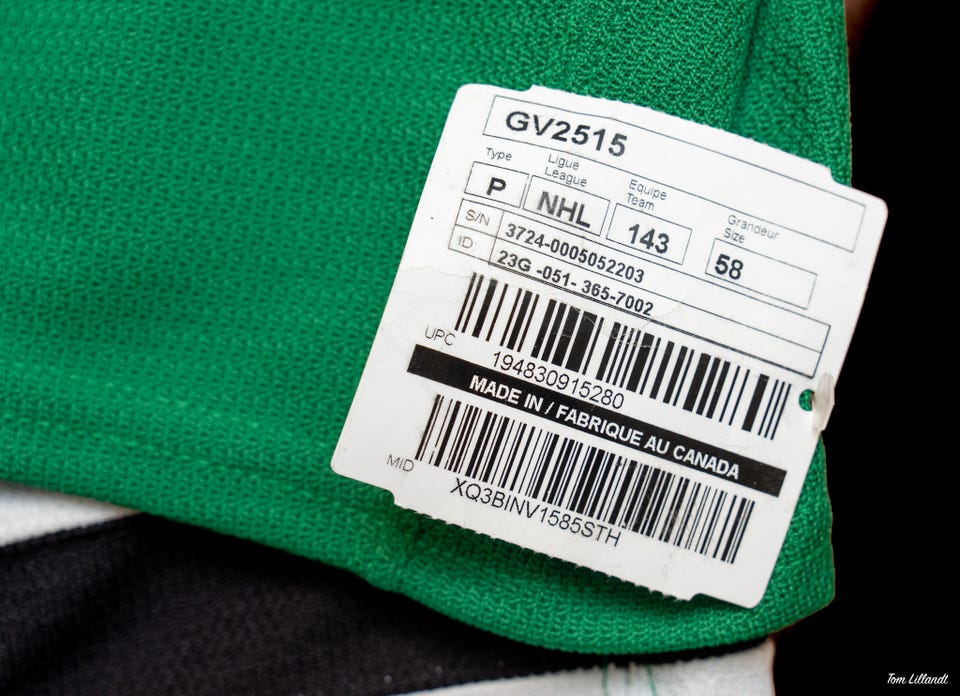 GV2515
Type Ligue League Equipe Team Grandeur Size
P NHL 143 58
S/N 3724-0005052203
ID: 23G -051- 365-7002
UPC 194830915280
MADE IN / FABRIQUE AU CANADA
MID XQ3BINV1585STH
Tom Lillandt